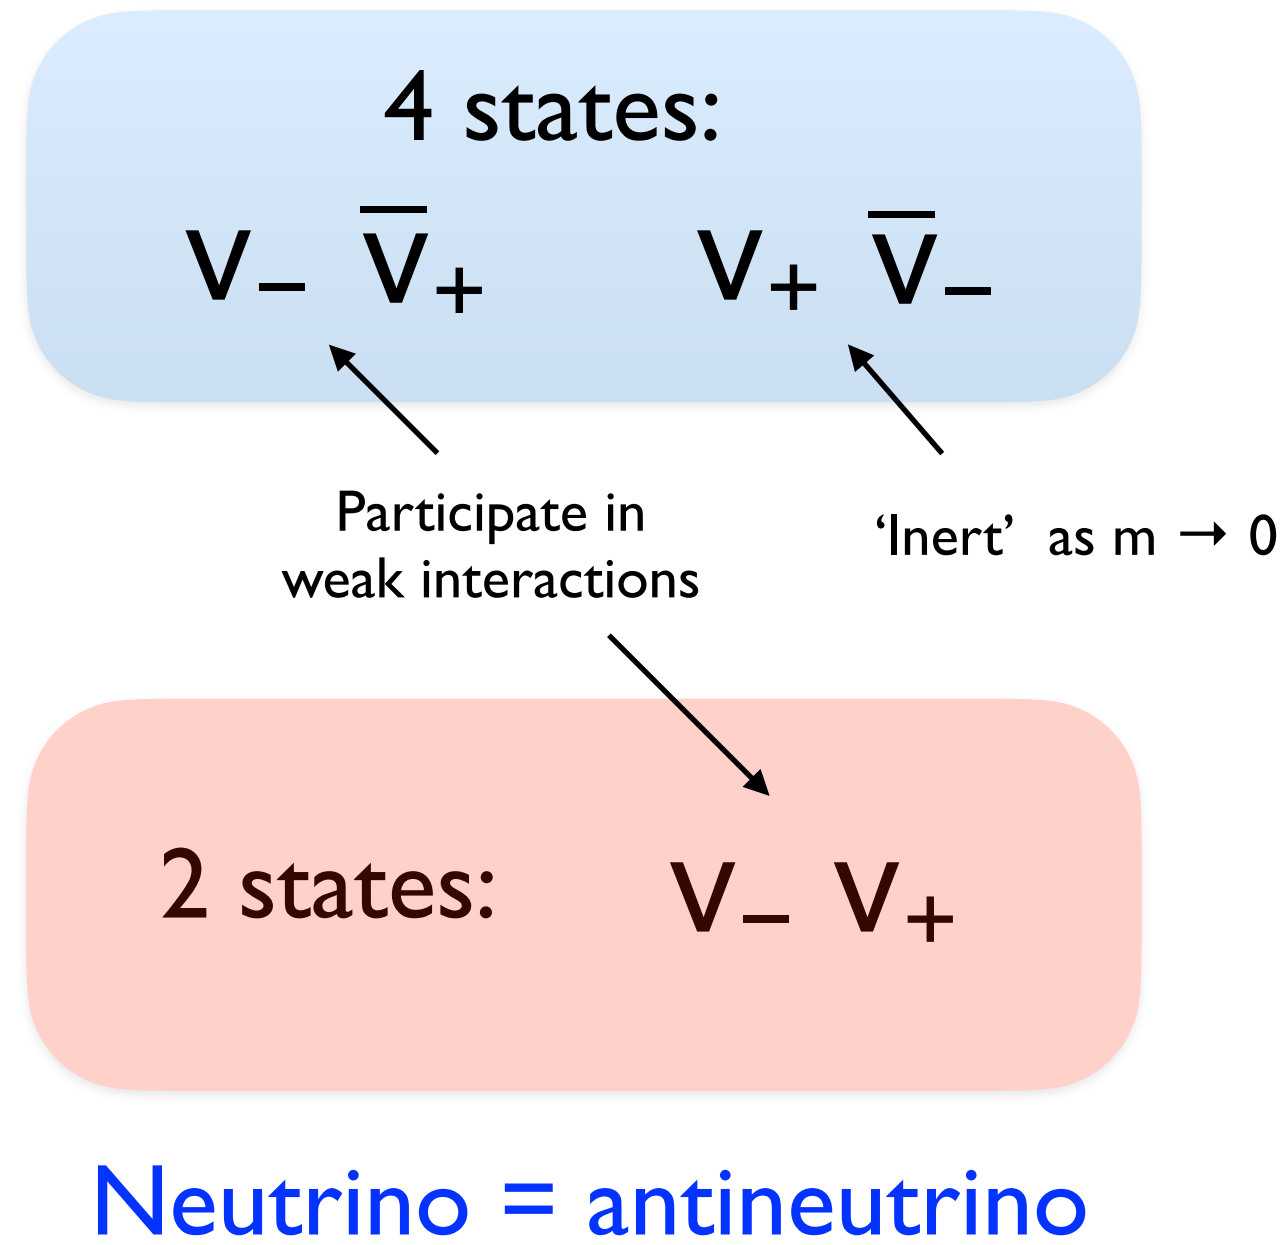 4 states:
ν₋ ν̅₊ ν₊ ν̅₋
Participate in
weak interactions
‘Inert’ as m → 0
2 states: ν₋ ν₊
Neutrino = antineutrino